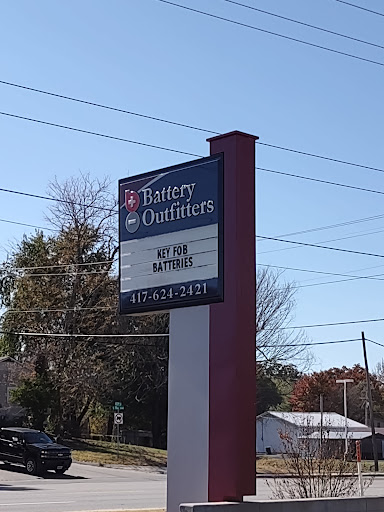 Battery
Outfitters
KEY FOB
BATTERIES
417-624-2421